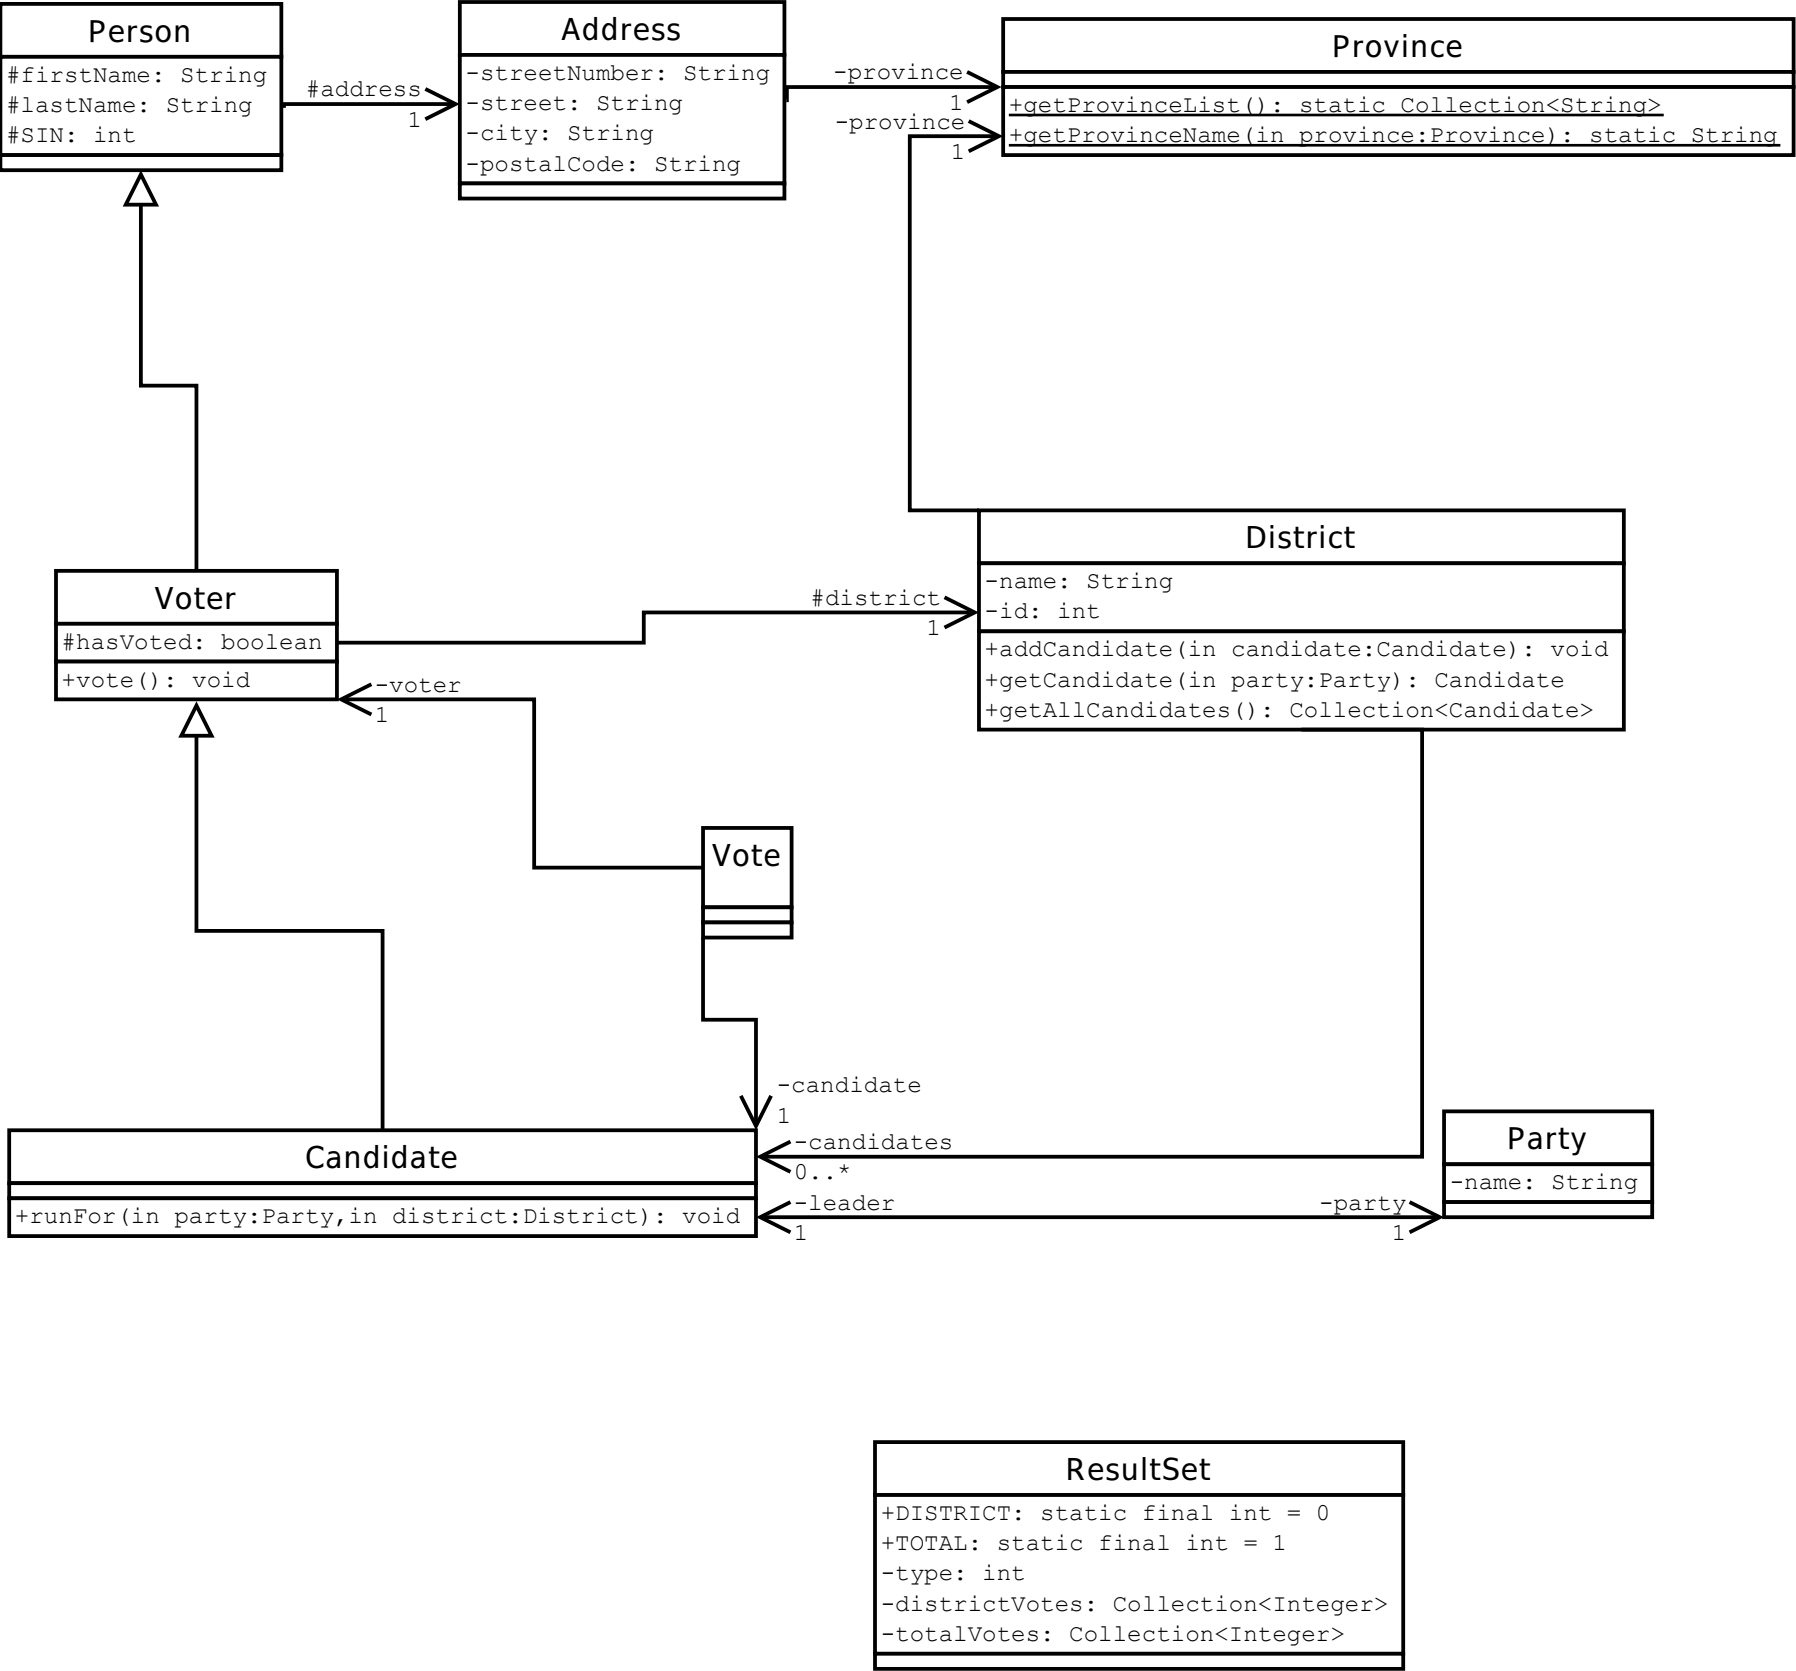 Person
#firstName: String
#lastName: String
#SIN: int
#address
1
Address
-streetNumber: String
-street: String
-city: String
-postalCode: String
-province
1
-province
1
Province
+getProvinceList(): static Collection<String>
+getProvinceName(in province:Province): static String
Voter
#hasVoted: boolean
+vote(): void
#district
1
District
-name: String
-id: int
+addCandidate(in candidate:Candidate): void
+getCandidate(in party:Party): Candidate
+getAllCandidates(): Collection<Candidate>
-voter
1
Vote
-candidate
1
Candidate
+runFor(in party:Party,in district:District): void
-candidates
0..*
-leader
1
-party
1
Party
-name: String
ResultSet
+DISTRICT: static final int = 0
+TOTAL: static final int = 1
-type: int
-districtVotes: Collection<Integer>
-totalVotes: Collection<Integer>